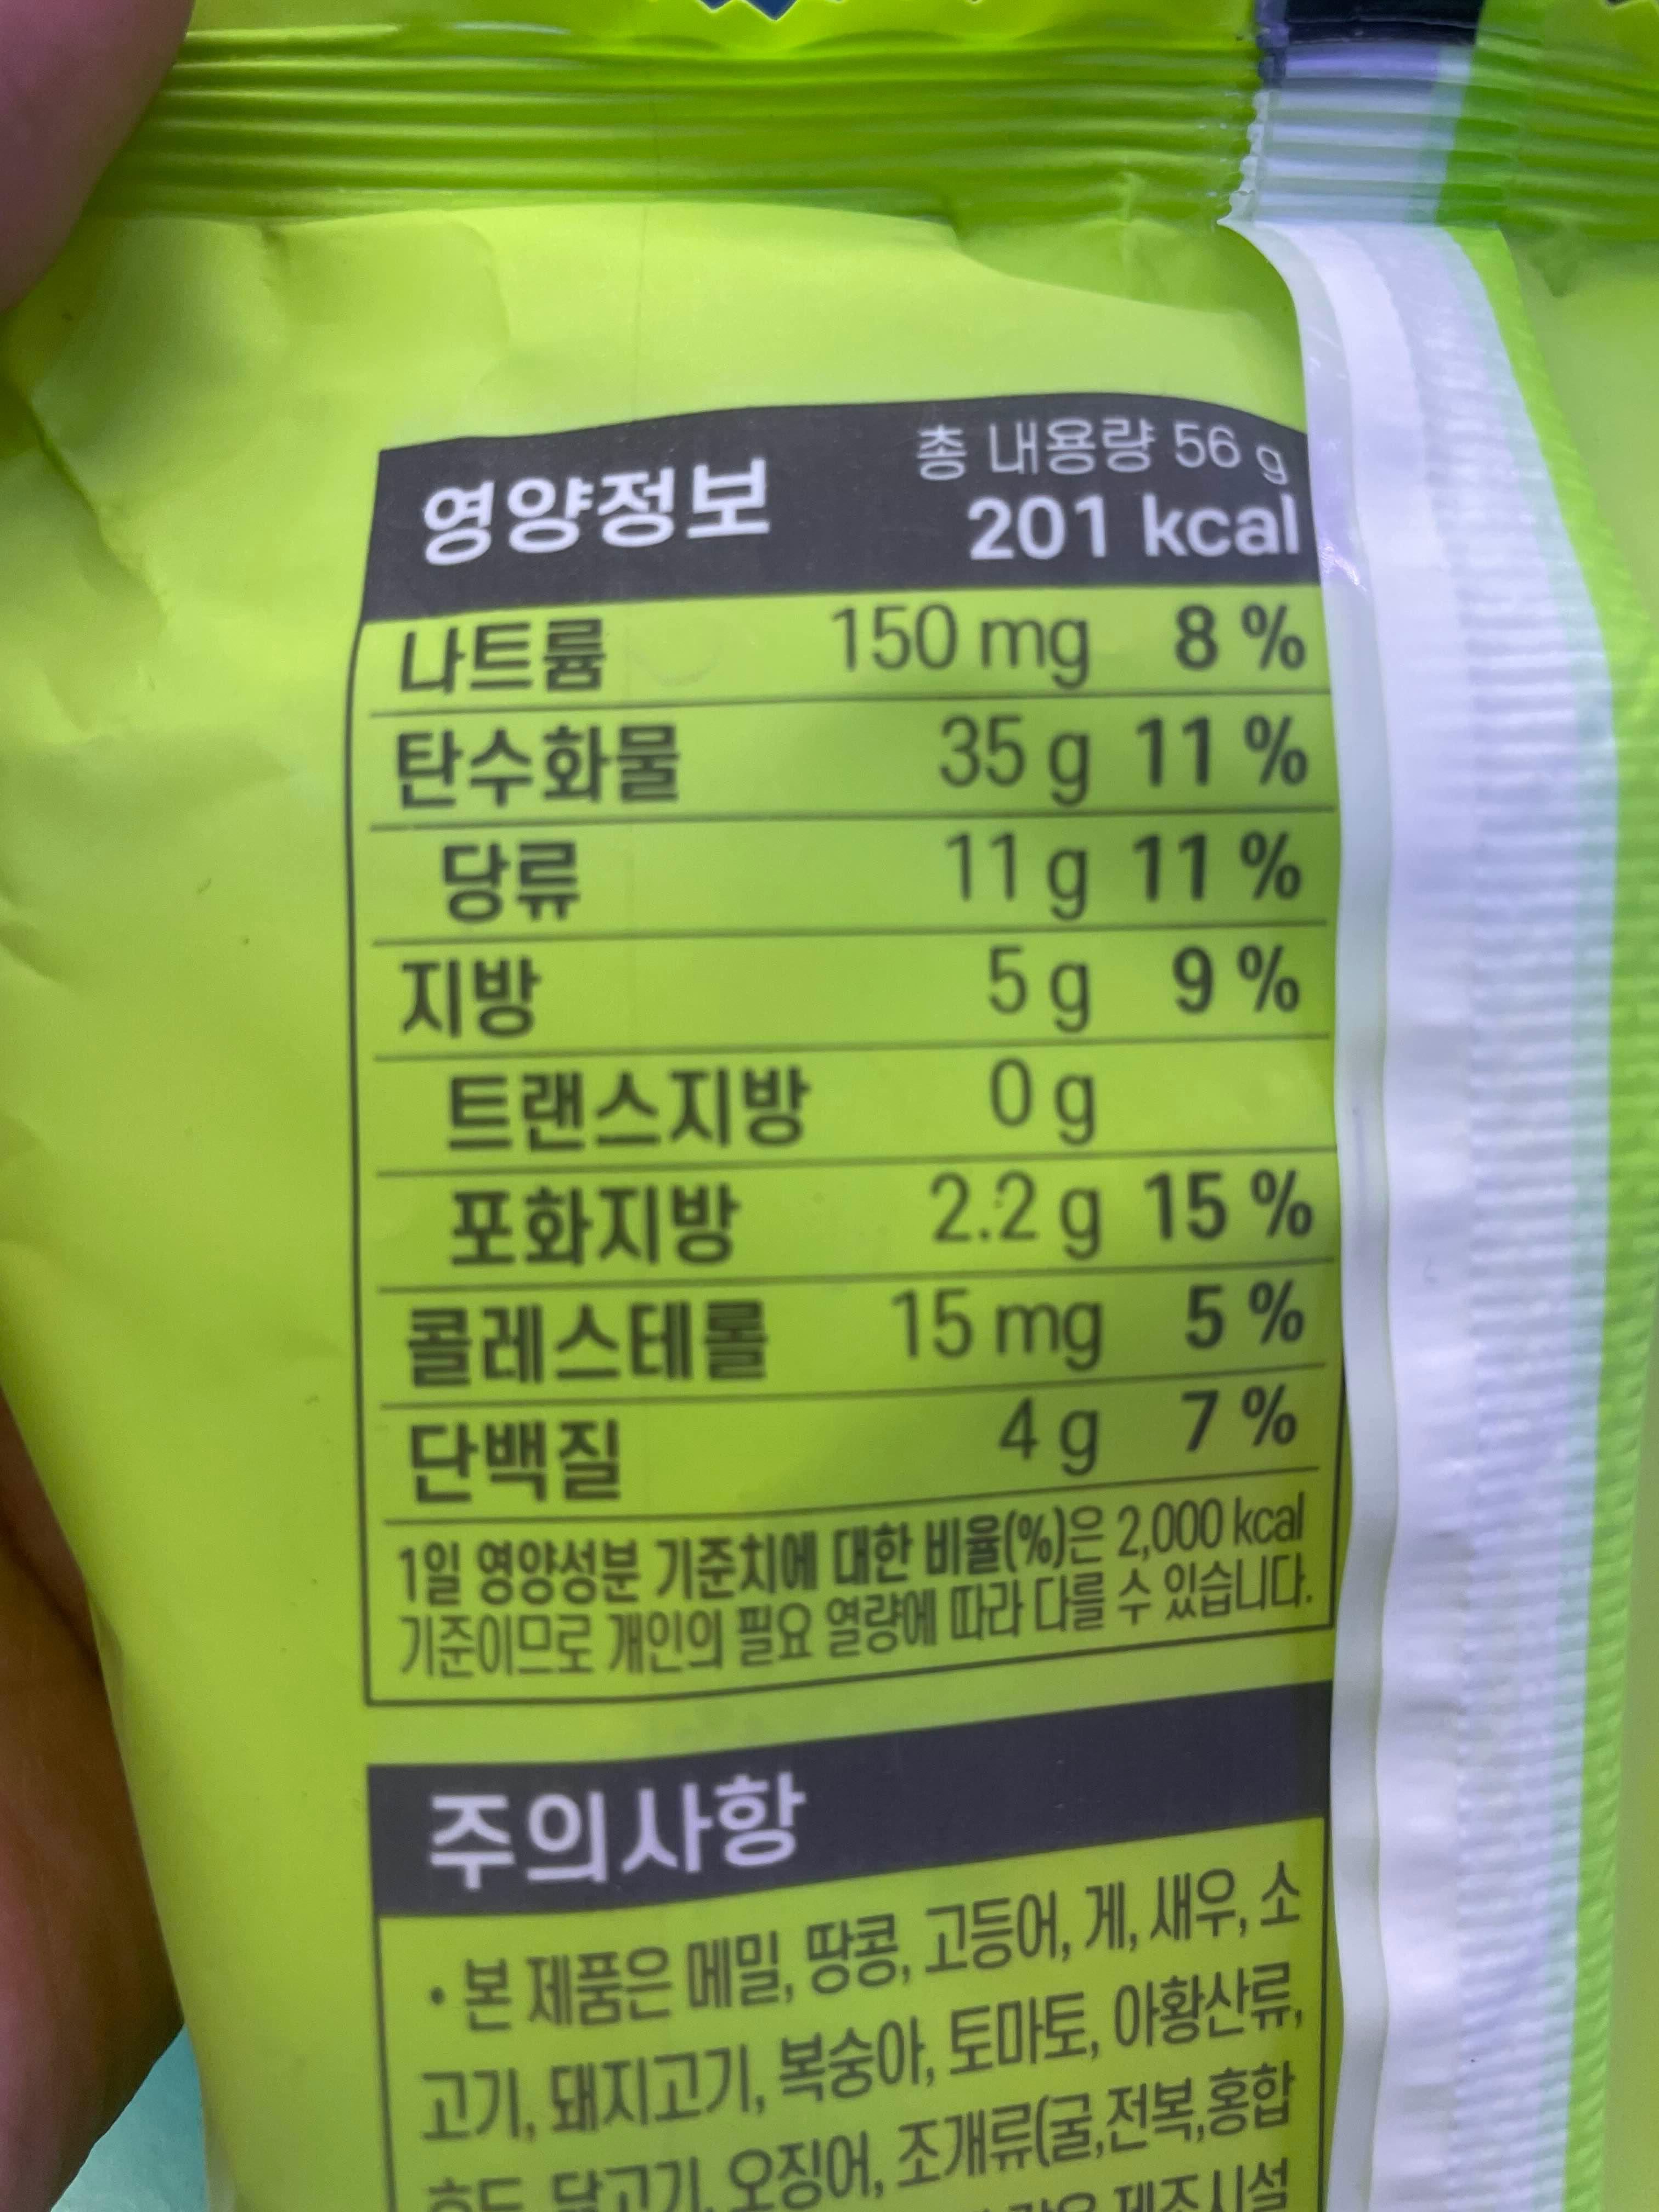 영양정보
총 내용량 56 g
201 kcal
나트륨 150 mg 8 %
탄수화물 35 g 11 %
당류 11 g 11 %
지방 5 g 9 %
트랜스지방 0 g
포화지방 2.2 g 15 %
콜레스테롤 15 mg 5 %
단백질 4 g 7 %
1일 영양성분 기준치에 대한 비율(%)은 2,000 kcal
기준이므로 개인의 필요 열량에 따라 다를 수 있습니다.
주의사항
• 본 제품은 메밀, 땅콩, 고등어, 게, 새우, 소
고기, 돼지고기, 복숭아, 토마토, 아황산류,
호두, 닭고기, 오징어, 조개류(굴,전복,홍합
같은 제조시설